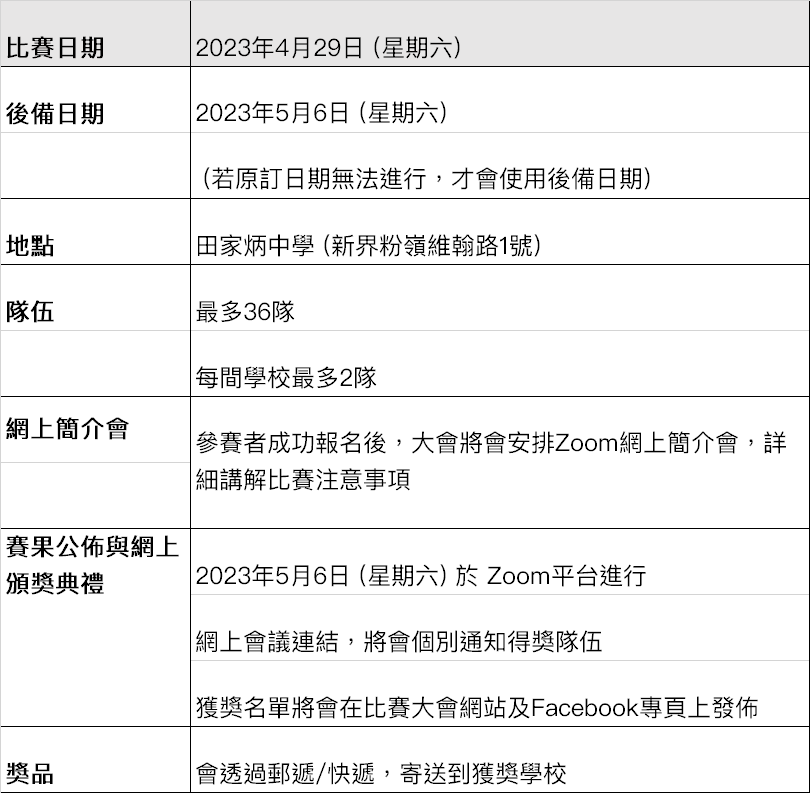 比賽日期
2023年4月29日 (星期六)
後備日期
2023年5月6日 (星期六)
(若原訂日期無法進行，才會使用後備日期)
地點
田家炳中學 (新界粉嶺維翰路1號)
隊伍
最多36隊
每間學校最多2隊
網上簡介會
參賽者成功報名後，大會將會安排Zoom網上簡介會，詳
細講解比賽注意事項
賽果公佈與網上
頒獎典禮
2023年5月6日 (星期六) 於 Zoom平台進行
網上會議連結，將會個別通知得獎隊伍
獲獎名單將會在比賽大會網站及Facebook專頁上發佈
獎品
會透過郵遞/快遞，寄送到獲獎學校